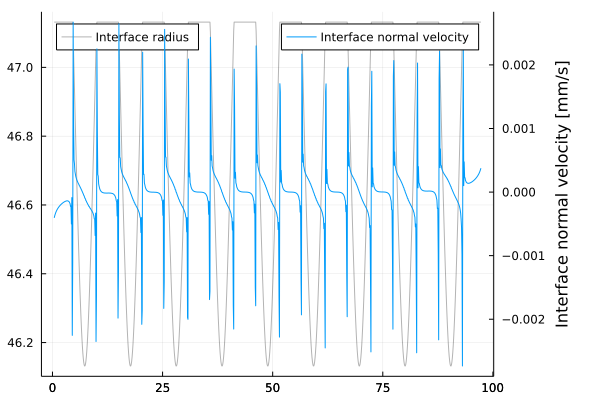 Interface radius
Interface normal velocity
47.0
46.8
46.6
46.4
46.2
0.002
0.001
0.000
−0.001
−0.002
Interface normal velocity [mm/s]
0 25 50 75 100